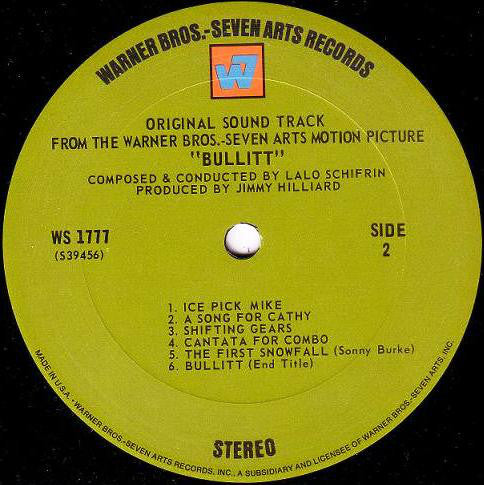 WARNER BROS.-SEVEN ARTS RECORDS
W7
ORIGINAL SOUND TRACK
FROM THE WARNER BROS.-SEVEN ARTS MOTION PICTURE
"BULLITT"
COMPOSED & CONDUCTED BY LALO SCHIFRIN
PRODUCED BY JIMMY HILLIARD
WS 1777
(S39456)
SIDE
2
1. ICE PICK MIKE
2. A SONG FOR CATHY
3. SHIFTING GEARS
4. CANTATA FOR COMBO
5. THE FIRST SNOWFALL (Sonny Burke)
6. BULLITT (End Title)
STEREO
MADE IN U.S.A. • WARNER BROS.-SEVEN ARTS RECORDS, INC., A SUBSIDIARY AND LICENSEE OF WARNER BROS.-SEVEN ARTS, INC.